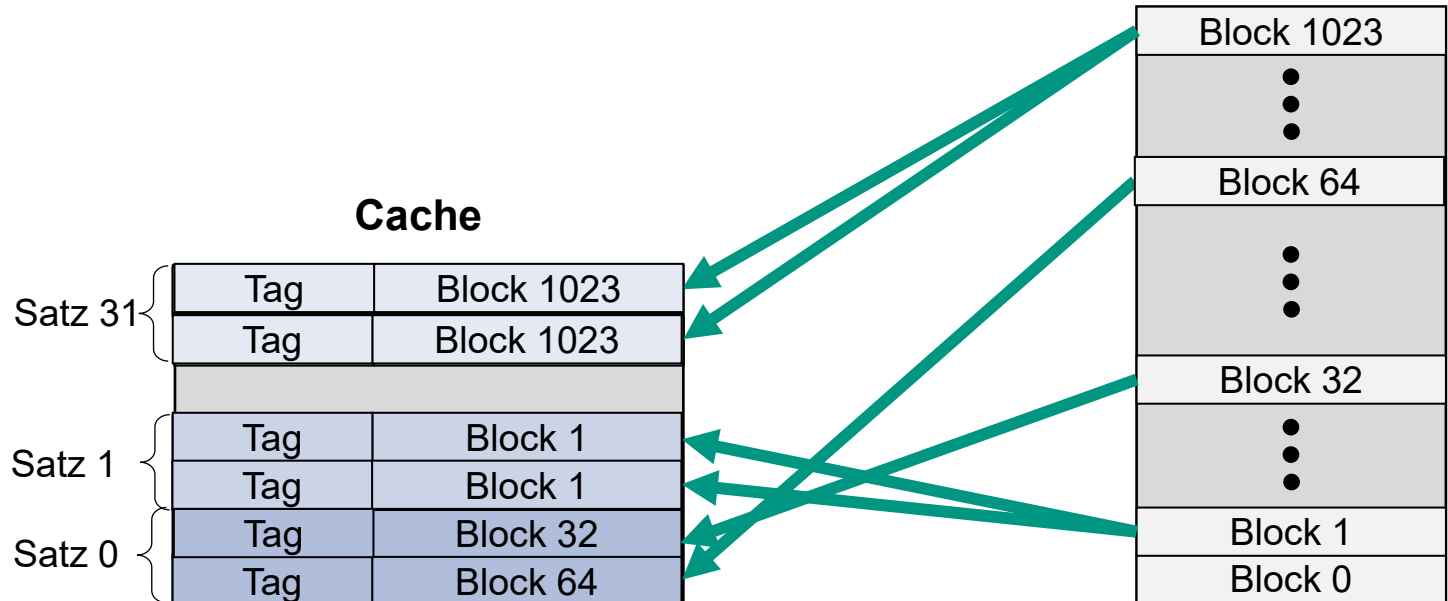 Block 1023
Block 64
Block 32
Block 1
Block 0
Cache
Satz 31
Tag Block 1023
Tag Block 1023
Satz 1
Tag Block 1
Tag Block 1
Satz 0
Tag Block 32
Tag Block 64